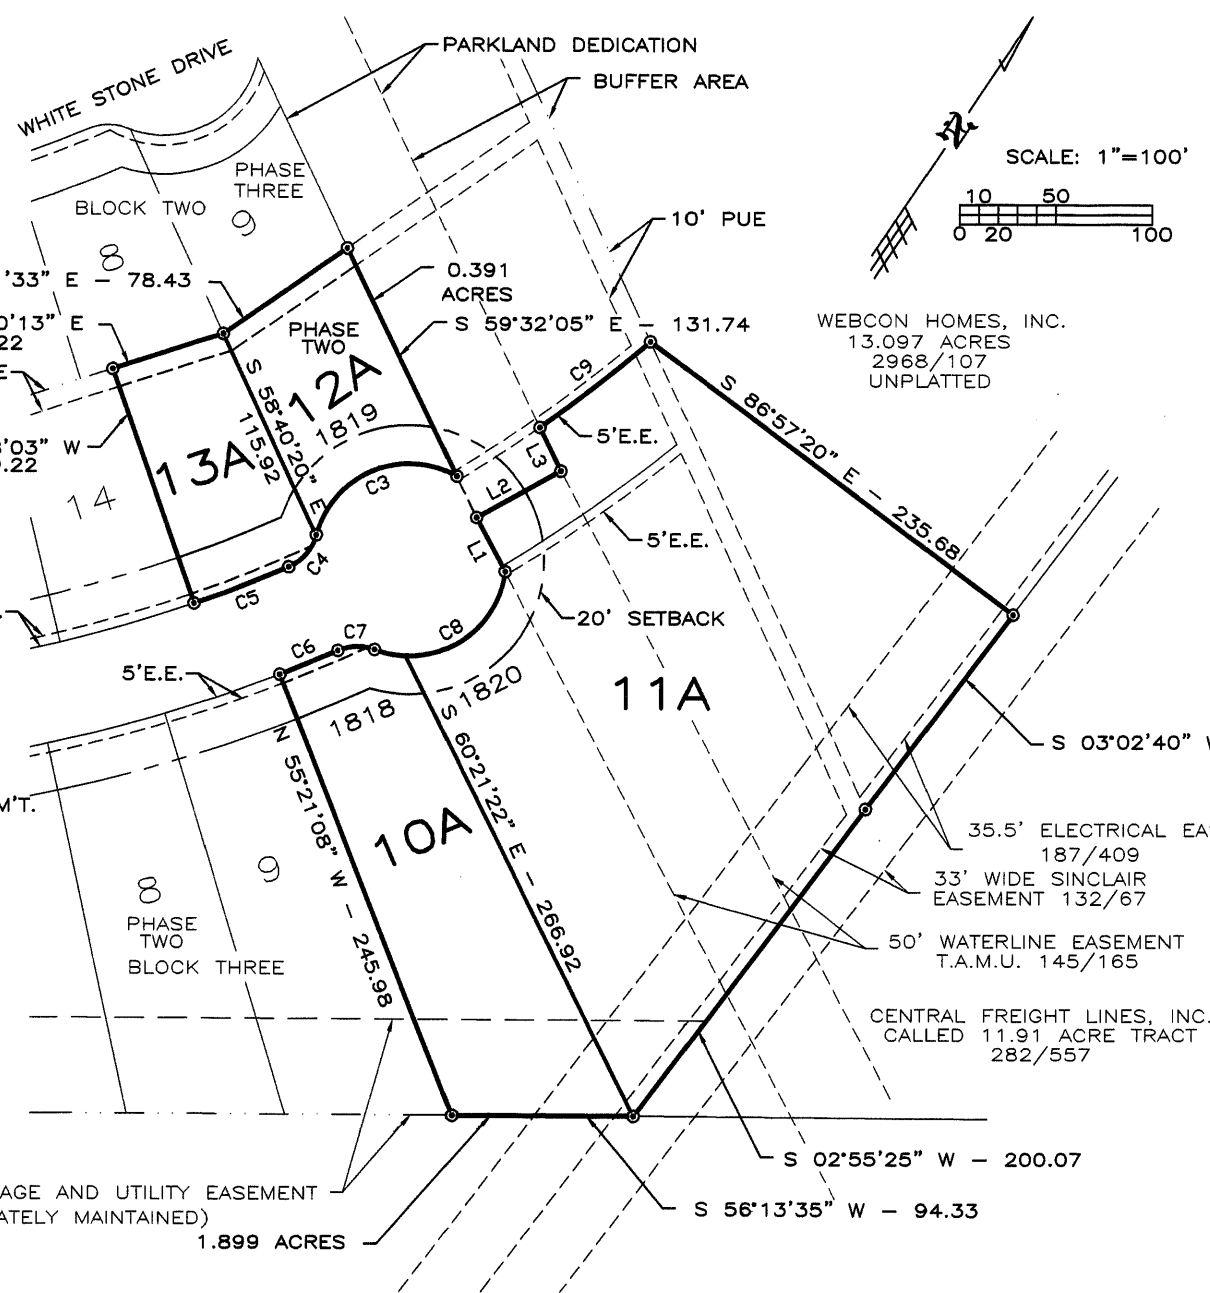 PARKLAND DEDICATION
BUFFER AREA
WHITE STONE DRIVE
N
SCALE: 1"=100'
10 50
0 20 100
PHASE
THREE
BLOCK TWO
8
9
10' PUE
'33" E - 78.43
0.391
ACRES
0'13" E
22
S 59°32'05" E - 131.74
WEBCON HOMES, INC.
13.097 ACRES
2968/107
UNPLATTED
PHASE
TWO
E
C9
S 86°57'20" E - 235.68
12A
1819
S 58°40'20" E
115.92
'03" W
.22
13A
14
5'E.E.
L3
C3
L2
L1
5'E.E.
C4
C5
20' SETBACK
C6
C7
C8
5'E.E.
1818
1820
11A
S 03°02'40" W
N 55°21'08" W - 245.98
S 60°21'22" E - 266.92
M'T.
10A
35.5' ELECTRICAL EA
187/409
33' WIDE SINCLAIR
EASEMENT 132/67
8
9
PHASE
TWO
BLOCK THREE
50' WATERLINE EASEMENT
T.A.M.U. 145/165
CENTRAL FREIGHT LINES, INC.
CALLED 11.91 ACRE TRACT
282/557
S 02°55'25" W - 200.07
AGE AND UTILITY EASEMENT
ATELY MAINTAINED)
S 56°13'35" W - 94.33
1.899 ACRES